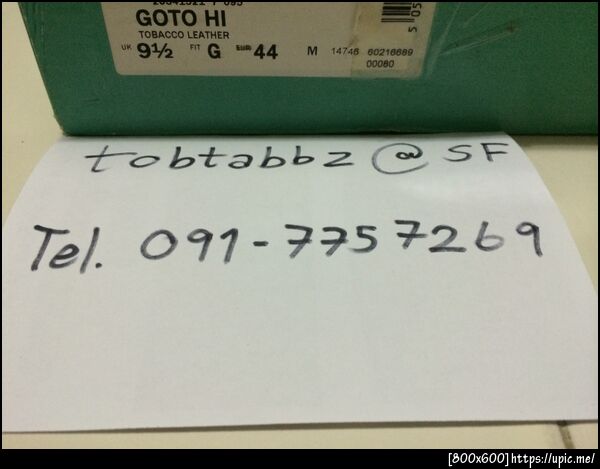 GOTO HI
TOBACCO LEATHER
UK 9½ FIT G EUR 44 M 14746 60216689
00080
tobtabbz @ SF
Tel. 091-7757269
[800x600]https://upic.me/